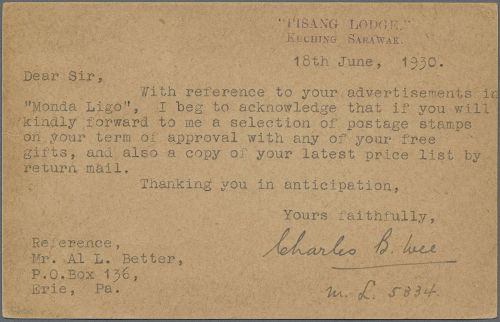 "PISANG LODGE."
KUCHING SARAWAK.
18th June, 1930.
Dear Sir,
With reference to your advertisements in
"Monda Ligo", I beg to acknowledge that if you will
kindly forward to me a selection of postage stamps
on your term of approval with any of your free
gifts, and also a copy of your latest price list by
return mail.
Thanking you in anticipation,
Yours faithfully,
Charles B. Wee
Reference,
Mr. Al L. Better,
P.O.Box 136,
Erie, Pa.
M. L. 5834.